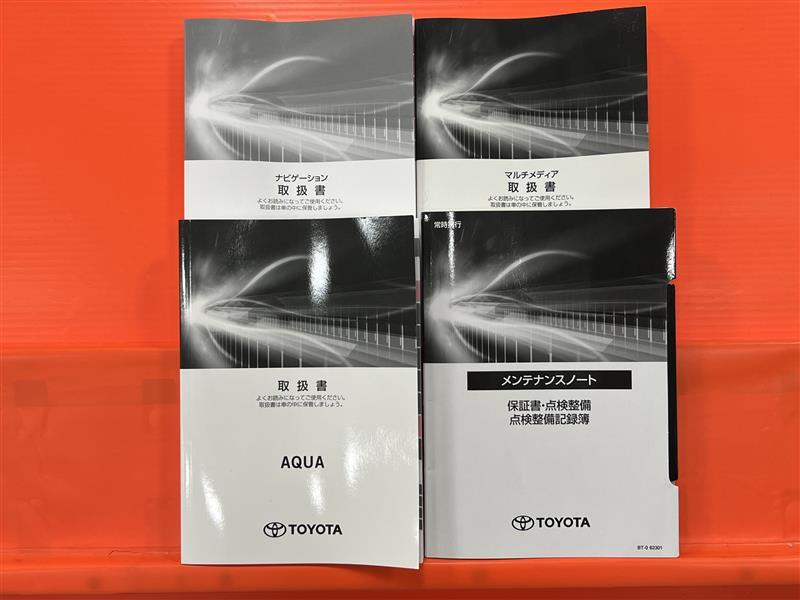 ナビゲーション
取扱書
よくお読みになってご使用ください。
取扱書は車の中に保管しましょう。
マルチメディア
取扱書
よくお読みになってご使用ください。
取扱書は車の中に保管しましょう。
取扱書
よくお読みになってご使用ください。
取扱書は車の中に保管しましょう。
AQUA
TOYOTA
常時携行
メンテナンスノート
保証書・点検整備
点検整備記録簿
TOYOTA
BT-0 62301